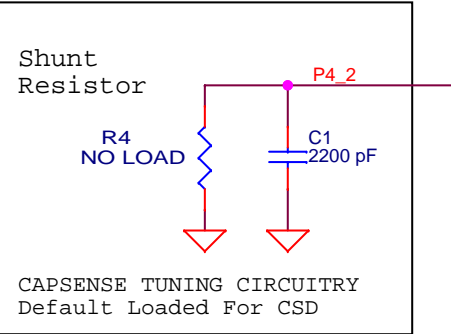 Shunt
Resistor
P4_2
R4
NO LOAD
C1
2200 pF
CAPSENSE TUNING CIRCUITRY
Default Loaded For CSD